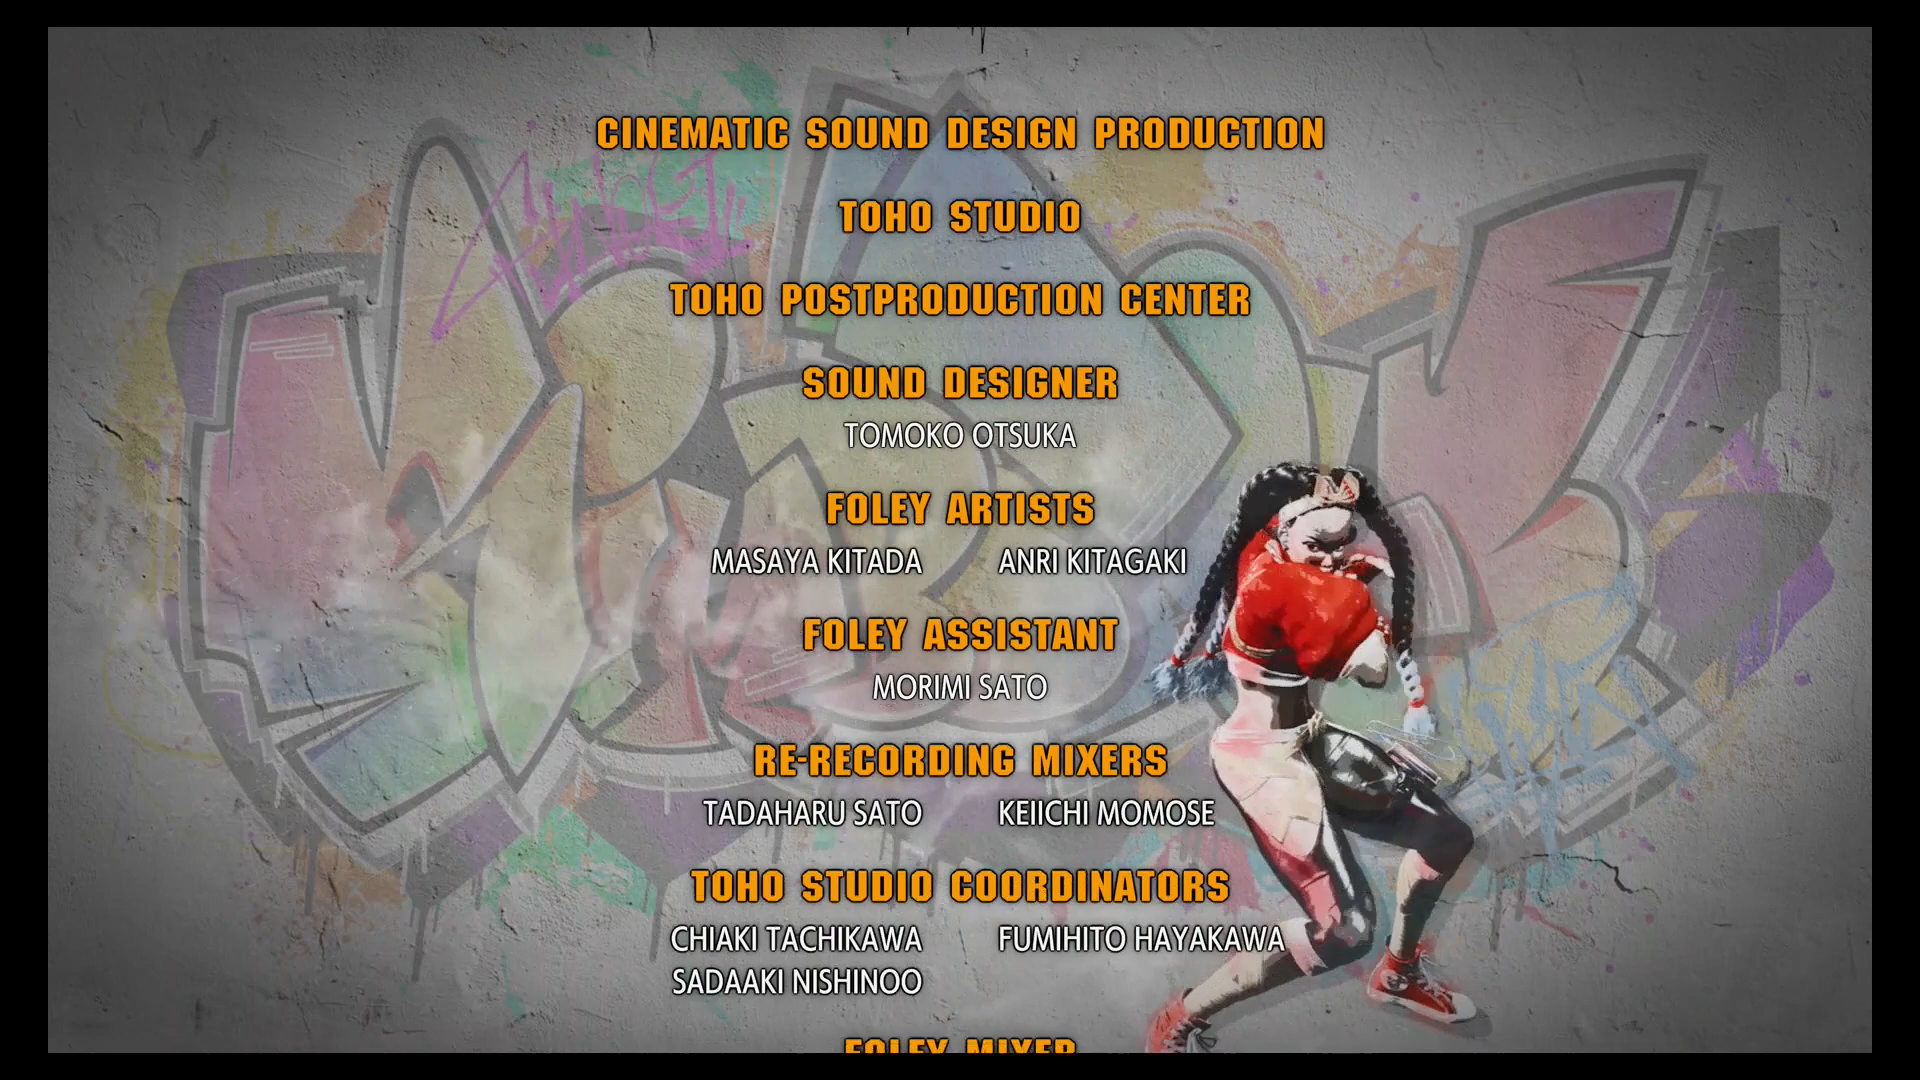 CINEMATIC SOUND DESIGN PRODUCTION
TOHO STUDIO
TOHO POSTPRODUCTION CENTER
SOUND DESIGNER
TOMOKO OTSUKA
FOLEY ARTISTS
MASAYA KITADA ANRI KITAGAKI
FOLEY ASSISTANT
MORIMI SATO
RE-RECORDING MIXERS
TADAHARU SATO KEIICHI MOMOSE
TOHO STUDIO COORDINATORS
CHIAKI TACHIKAWA FUMIHITO HAYAKAWA
SADAAKI NISHINOO
FOLEY MIXER